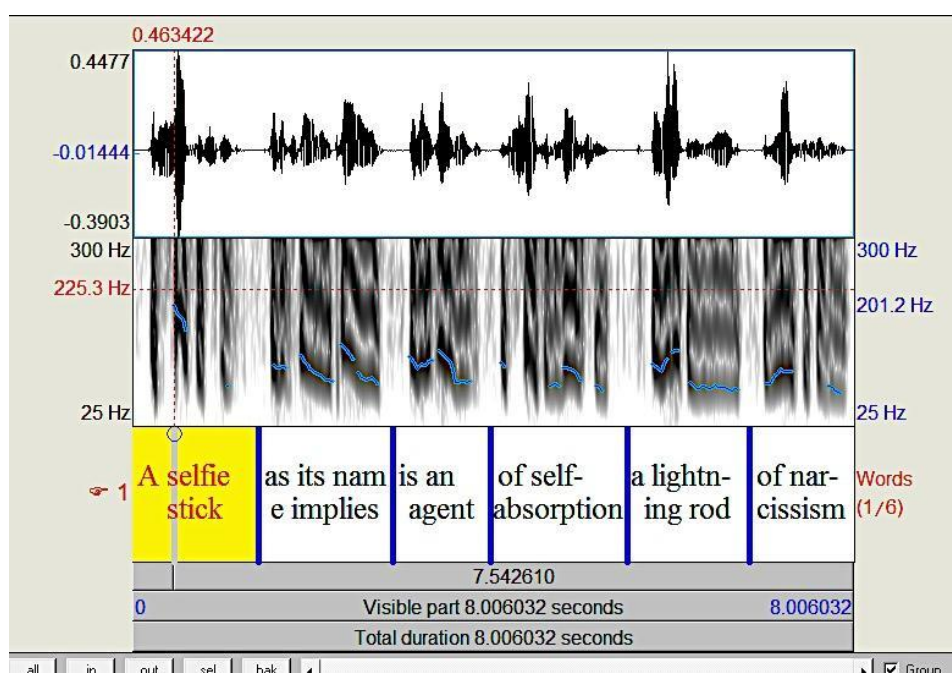 0.463422
0.4477
-0.01444
-0.3903
300 Hz 300 Hz
225.3 Hz
201.2 Hz
25 Hz 25 Hz
A selfie stick
as its name implies
is an agent
of self-absorption
a lightn-ing rod
of nar-cissism
☞ 1
Words
(1/6)
7.542610
0 Visible part 8.006032 seconds 8.006032
Total duration 8.006032 seconds
all in out sel bak Group